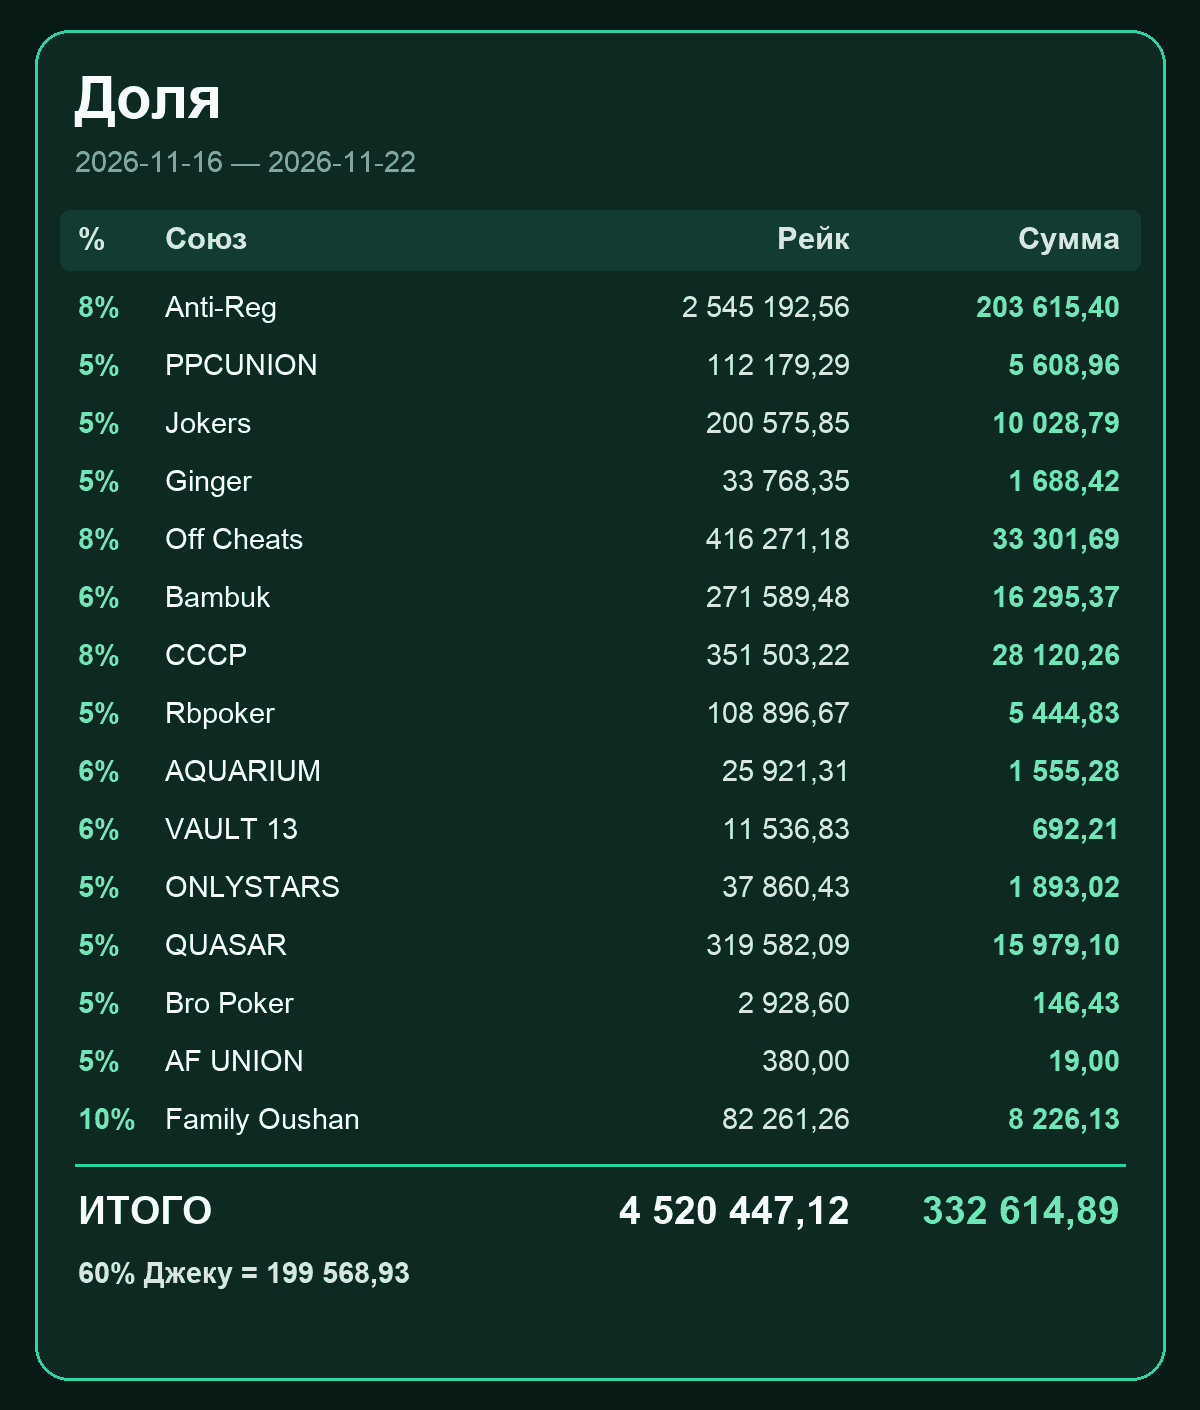 Доля
2026-11-16 — 2026-11-22
% Союз Рейк Сумма
8% Anti-Reg 2 545 192,56 203 615,40
5% PPCUNION 112 179,29 5 608,96
5% Jokers 200 575,85 10 028,79
5% Ginger 33 768,35 1 688,42
8% Off Cheats 416 271,18 33 301,69
6% Bambuk 271 589,48 16 295,37
8% CCCP 351 503,22 28 120,26
5% Rbpoker 108 896,67 5 444,83
6% AQUARIUM 25 921,31 1 555,28
6% VAULT 13 11 536,83 692,21
5% ONLYSTARS 37 860,43 1 893,02
5% QUASAR 319 582,09 15 979,10
5% Bro Poker 2 928,60 146,43
5% AF UNION 380,00 19,00
10% Family Oushan 82 261,26 8 226,13
ИТОГО 4 520 447,12 332 614,89
60% Джеку = 199 568,93